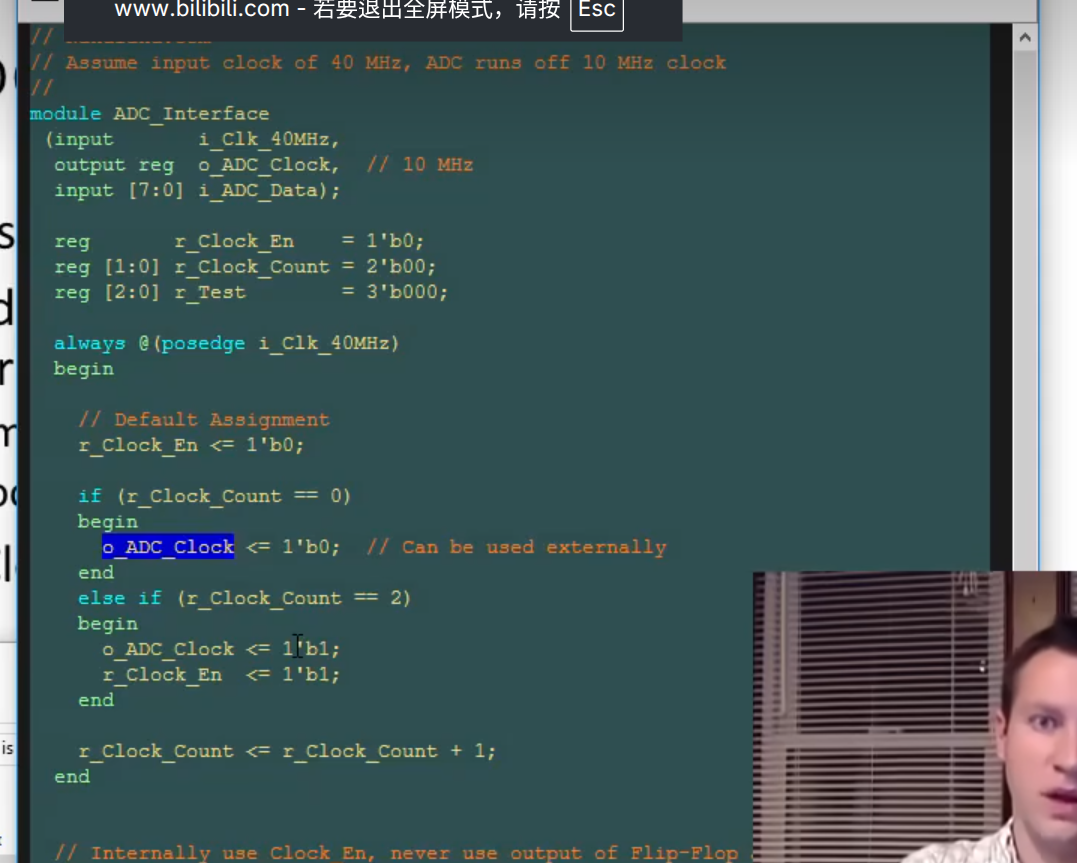 www.bilibili.com - 若要退出全屏模式，请按 Esc
//
// Assume input clock of 40 MHz, ADC runs off 10 MHz clock
//
module ADC_Interface
(input i_Clk_40MHz,
output reg o_ADC_Clock, // 10 MHz
input [7:0] i_ADC_Data);
reg r_Clock_En = 1'b0;
reg [1:0] r_Clock_Count = 2'b00;
reg [2:0] r_Test = 3'b000;
always @(posedge i_Clk_40MHz)
begin
// Default Assignment
r_Clock_En <= 1'b0;
if (r_Clock_Count == 0)
begin
o_ADC_Clock <= 1'b0; // Can be used externally
end
else if (r_Clock_Count == 2)
begin
o_ADC_Clock <= 1'b1;
r_Clock_En <= 1'b1;
end
r_Clock_Count <= r_Clock_Count + 1;
end
is
// Internally use Clock En, never use output of Flip-Flop